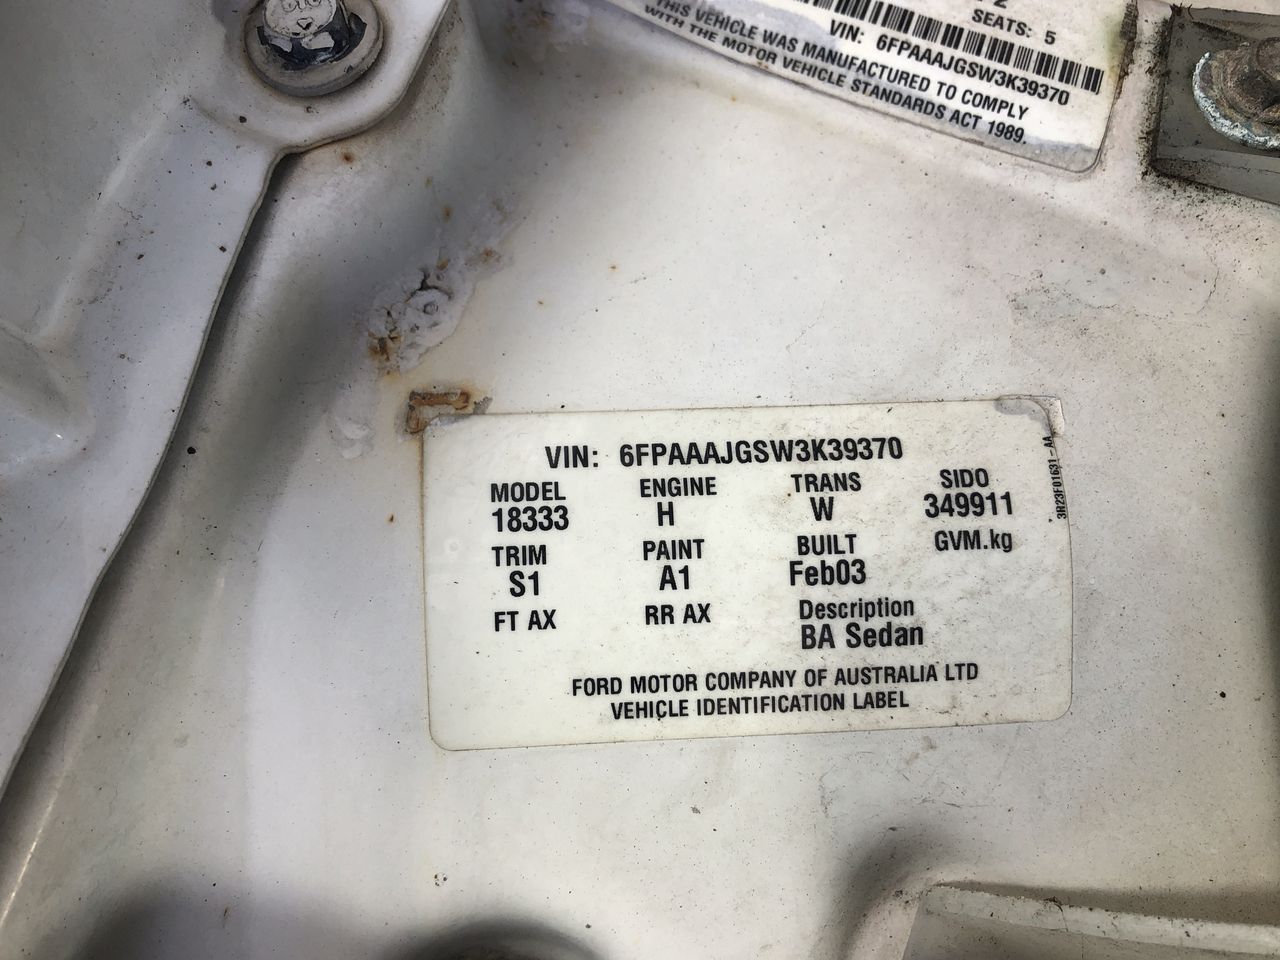 SEATS: 5
VIN: 6FPAAAJGSW3K39370
THIS VEHICLE WAS MANUFACTURED TO COMPLY
WITH THE MOTOR VEHICLE STANDARDS ACT 1989.
VIN: 6FPAAAJGSW3K39370
MODEL ENGINE TRANS SIDO
18333 H W 349911
TRIM PAINT BUILT GVM.kg
S1 A1 Feb03
FT AX RR AX Description
BA Sedan
FORD MOTOR COMPANY OF AUSTRALIA LTD
VEHICLE IDENTIFICATION LABEL
3R23F01631-AA